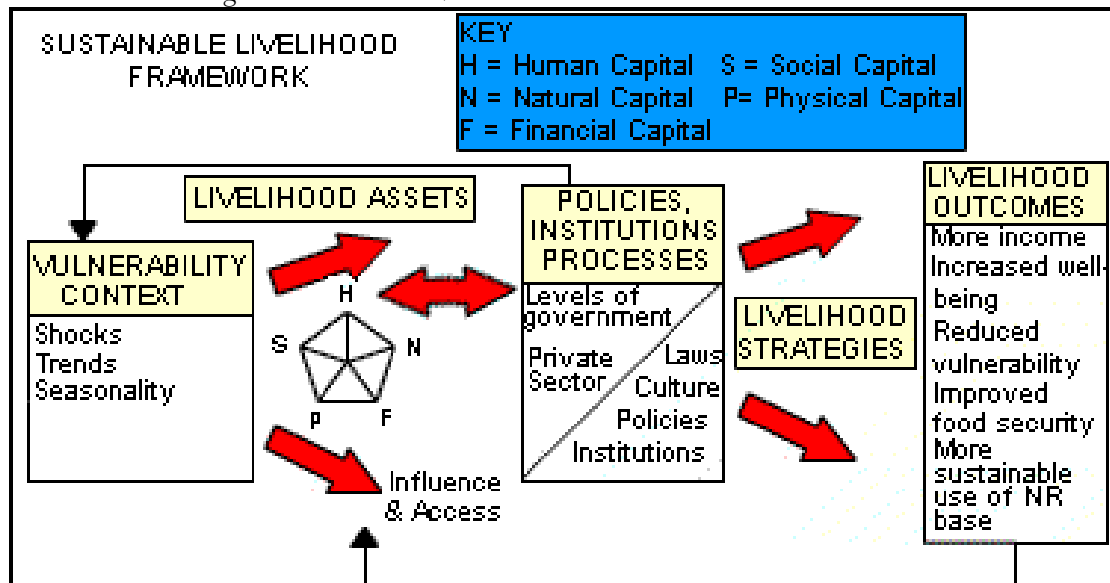 SUSTAINABLE LIVELIHOOD
FRAMEWORK
KEY
H = Human Capital S = Social Capital
N = Natural Capital P= Physical Capital
F = Financial Capital
LIVELIHOOD ASSETS
VULNERABILITY
CONTEXT
Shocks
Trends
Seasonality
H
S
N
P
F
Influence
& Access
POLICIES,
INSTITUTIONS
PROCESSES
Levels of
government
Private
Sector
Laws
Culture
Policies
Institutions
LIVELIHOOD
STRATEGIES
LIVELIHOOD
OUTCOMES
More income
Increased well-
being
Reduced
vulnerability
Improved
food security
More
sustainable
use of NR
base